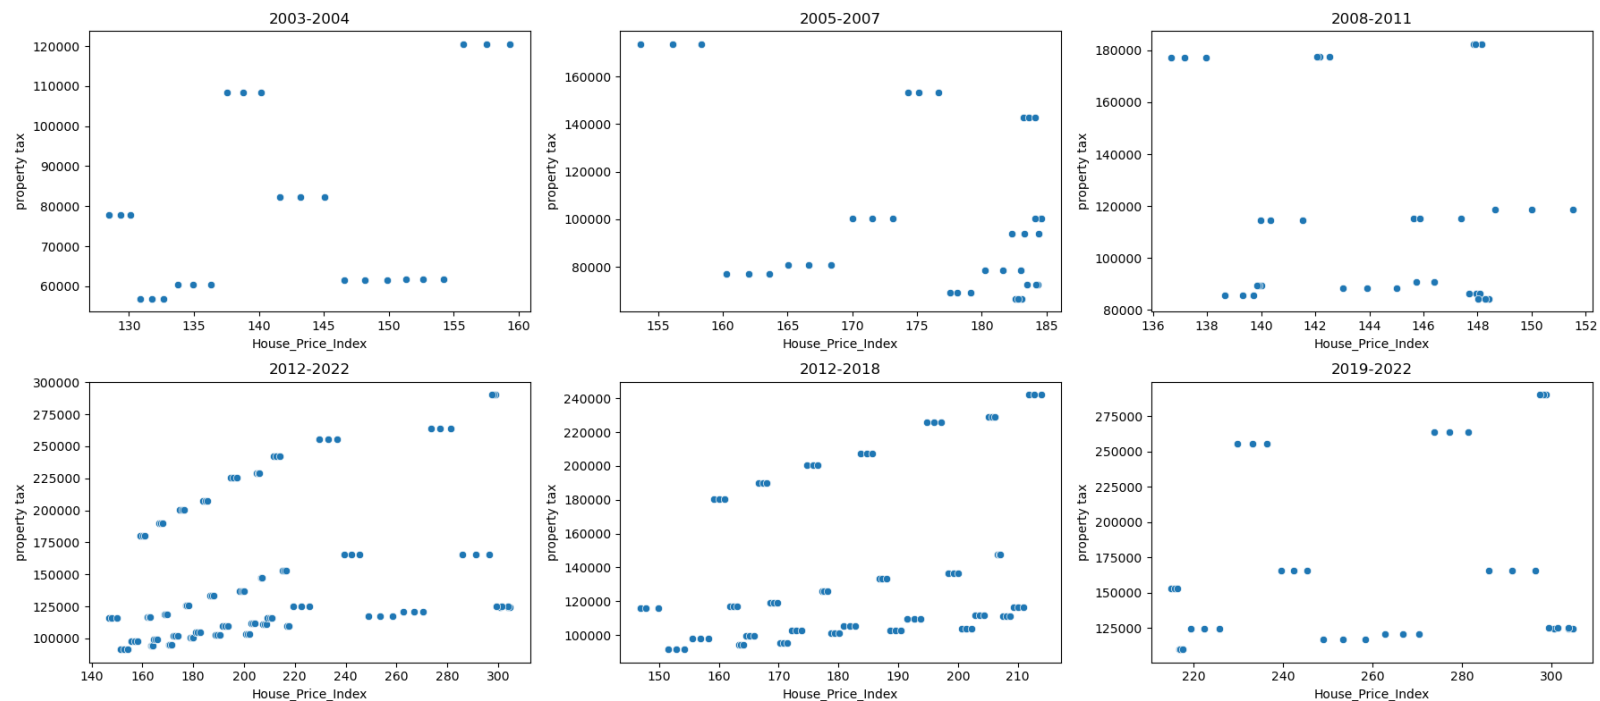 2003-2004
120000
110000
100000
90000
80000
70000
60000
property tax
130 135 140 145 150 155 160
House_Price_Index
2005-2007
160000
140000
120000
100000
80000
property tax
155 160 165 170 175 180 185
House_Price_Index
2008-2011
180000
160000
140000
120000
100000
80000
property tax
136 138 140 142 144 146 148 150 152
House_Price_Index
2012-2022
300000
275000
250000
225000
200000
175000
150000
125000
100000
property tax
140 160 180 200 220 240 260 280 300
House_Price_Index
2012-2018
240000
220000
200000
180000
160000
140000
120000
100000
property tax
150 160 170 180 190 200 210
House_Price_Index
2019-2022
275000
250000
225000
200000
175000
150000
125000
property tax
220 240 260 280 300
House_Price_Index